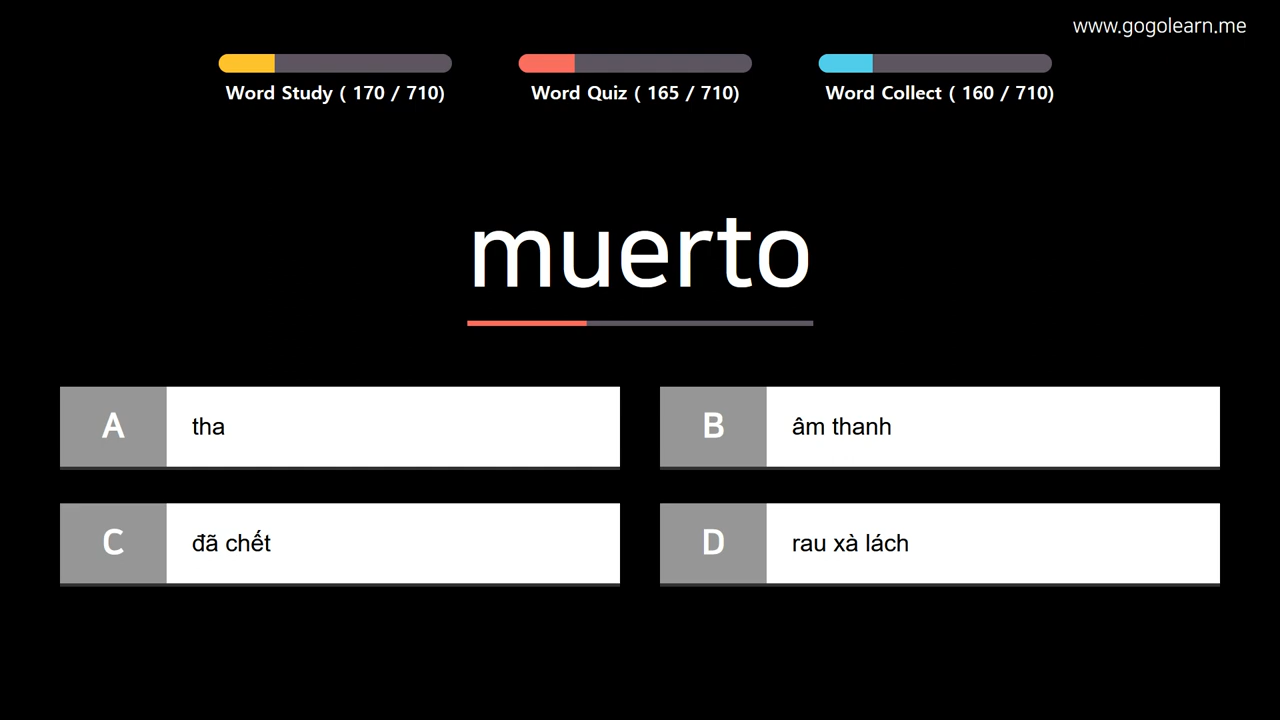 www.gogolearn.me
Word Study ( 170 / 710)
Word Quiz ( 165 / 710)
Word Collect ( 160 / 710)
muerto
A tha
B âm thanh
C đã chết
D rau xà lách